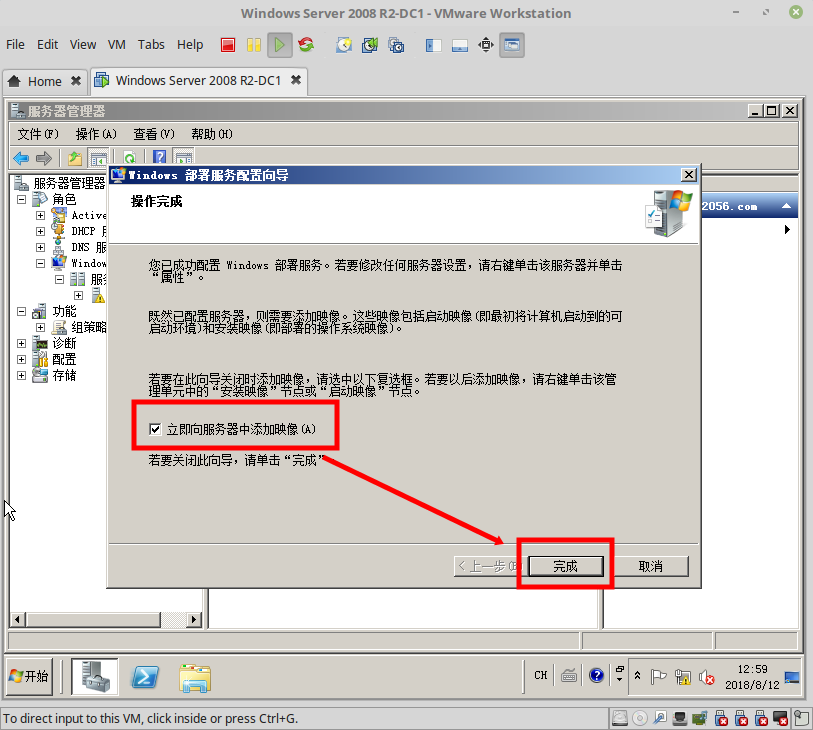 Windows Server 2008 R2-DC1 - VMware Workstation
File Edit View VM Tabs Help
Home
Windows Server 2008 R2-DC1
服务器管理器
文件(F) 操作(A) 查看(V) 帮助(H)
服务器管理器
角色
Active
DHCP
DNS 服
Window
服
功能
组策略
诊断
配置
存储
2056.com
Windows 部署服务配置向导
操作完成
您已成功配置 Windows 部署服务。若要修改任何服务器设置，请右键单击该服务器并单击
“属性”。
既然已配置服务器，则需要添加映像。这些映像包括启动映像(即最初将计算机启动到的可
启动环境)和安装映像(即部署的操作系统映像)。
若要在此向导关闭时添加映像，请选中以下复选框。若要以后添加映像，请右键单击该管
理单元中的“安装映像”节点或“启动映像”节点。
立即向服务器中添加映像(A)
若要关闭此向导，请单击“完成”
< 上一步(B 完成 取消
开始
CH
12:59
2018/8/12
To direct input to this VM, click inside or press Ctrl+G.